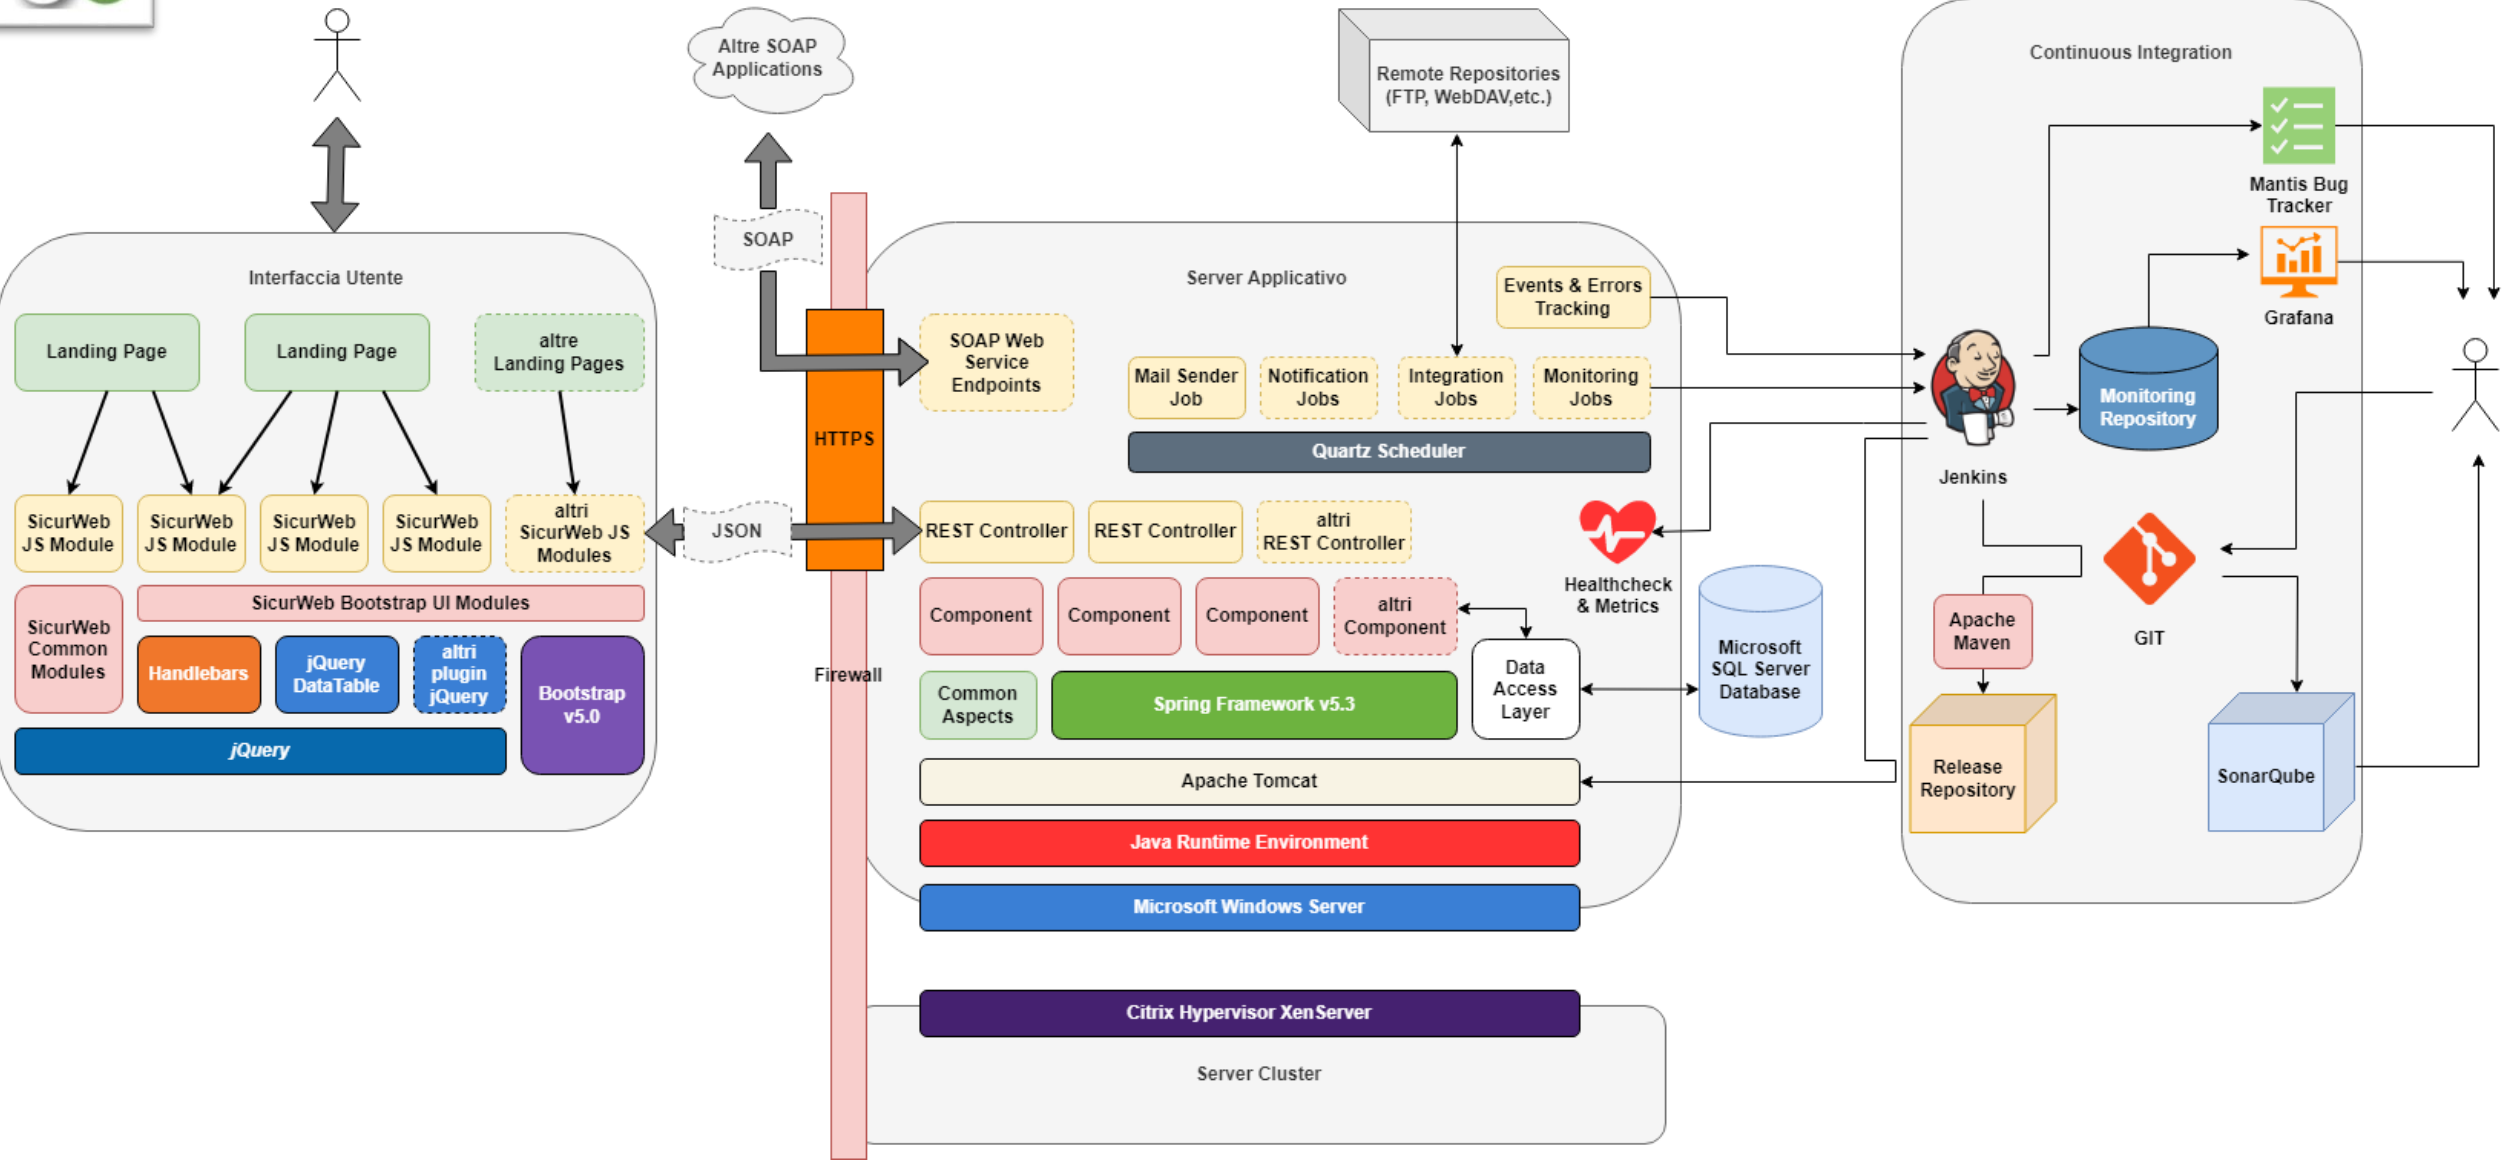 Altre SOAP
Applications
Remote Repositories
(FTP, WebDAV,etc.)
Continuous Integration
Mantis Bug
Tracker
Grafana
SOAP
Interfaccia Utente
Landing Page
Landing Page
altre
Landing Pages
SicurWeb
JS Module
SicurWeb
JS Module
SicurWeb
JS Module
SicurWeb
JS Module
altri
SicurWeb JS
Modules
SicurWeb
Common
Modules
SicurWeb Bootstrap UI Modules
Handlebars
jQuery
DataTable
altri
plugin
jQuery
Bootstrap
v5.0
jQuery
JSON
HTTPS
Firewall
Server Applicativo
Events & Errors
Tracking
SOAP Web
Service
Endpoints
Mail Sender
Job
Notification
Jobs
Integration
Jobs
Monitoring
Jobs
Quartz Scheduler
REST Controller
REST Controller
altri
REST Controller
Healthcheck
& Metrics
Component
Component
Component
altri
Component
Common
Aspects
Spring Framework v5.3
Data
Access
Layer
Microsoft
SQL Server
Database
Apache Tomcat
Java Runtime Environment
Microsoft Windows Server
Citrix Hypervisor XenServer
Server Cluster
Jenkins
Monitoring
Repository
Apache
Maven
GIT
Release
Repository
SonarQube